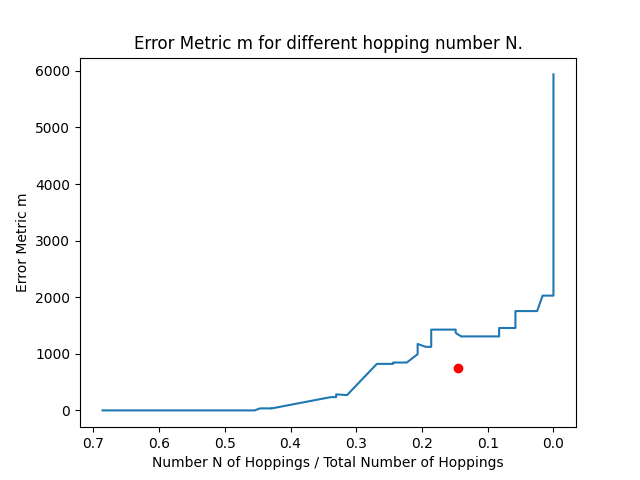 Error Metric m for different hopping number N.
6000
5000
4000
3000
2000
1000
0
Error Metric m
0.7 0.6 0.5 0.4 0.3 0.2 0.1 0.0
Number N of Hoppings / Total Number of Hoppings